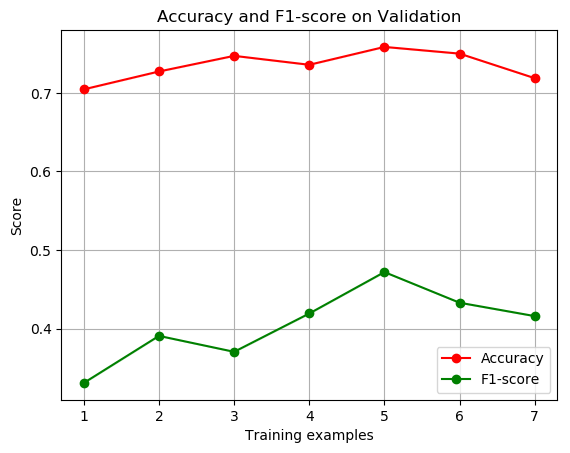 Accuracy and F1-score on Validation
Score
0.7
0.6
0.5
0.4
Accuracy
F1-score
1 2 3 4 5 6 7
Training examples